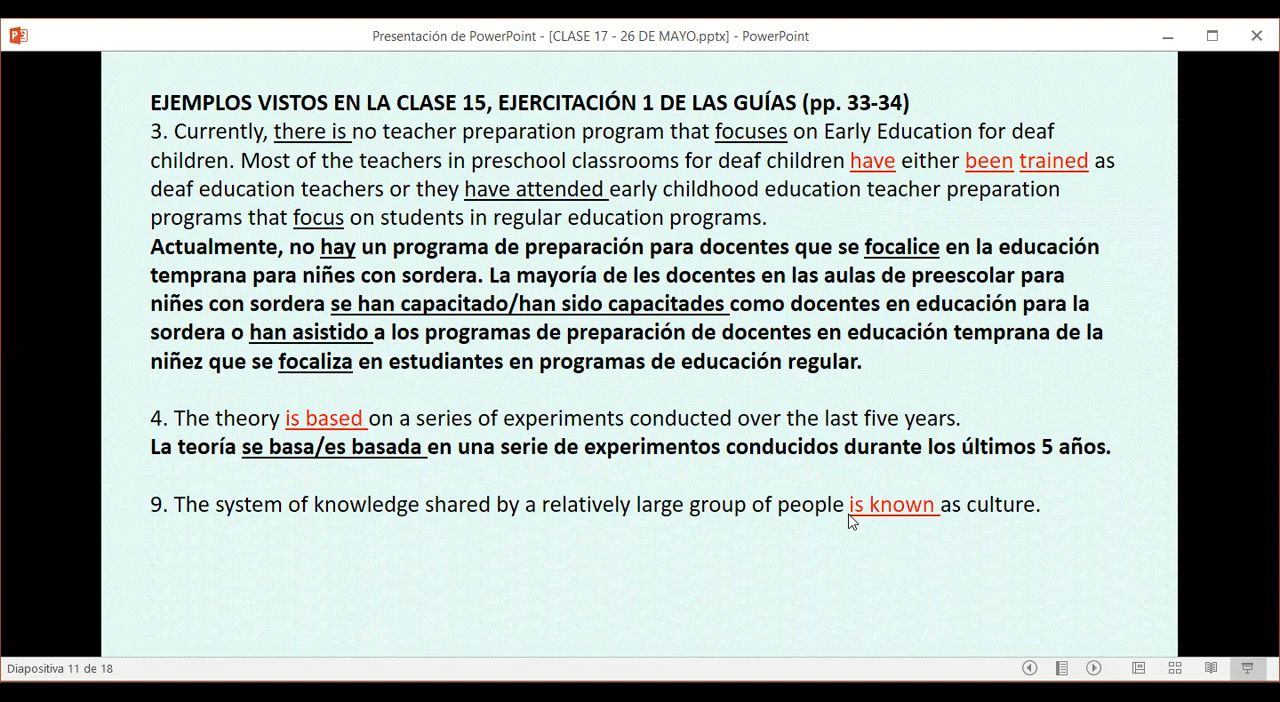 Presentación de PowerPoint - [CLASE 17 - 26 DE MAYO.pptx] - PowerPoint
EJEMPLOS VISTOS EN LA CLASE 15, EJERCITACIÓN 1 DE LAS GUÍAS (pp. 33-34)
3. Currently, there is no teacher preparation program that focuses on Early Education for deaf
children. Most of the teachers in preschool classrooms for deaf children have either been trained as
deaf education teachers or they have attended early childhood education teacher preparation
programs that focus on students in regular education programs.
Actualmente, no hay un programa de preparación para docentes que se focalice en la educación
temprana para niñes con sordera. La mayoría de les docentes en las aulas de preescolar para
niñes con sordera se han capacitado/han sido capacitades como docentes en educación para la
sordera o han asistido a los programas de preparación de docentes en educación temprana de la
niñez que se focaliza en estudiantes en programas de educación regular.
4. The theory is based on a series of experiments conducted over the last five years.
La teoría se basa/es basada en una serie de experimentos conducidos durante los últimos 5 años.
9. The system of knowledge shared by a relatively large group of people is known as culture.
Diapositiva 11 de 18